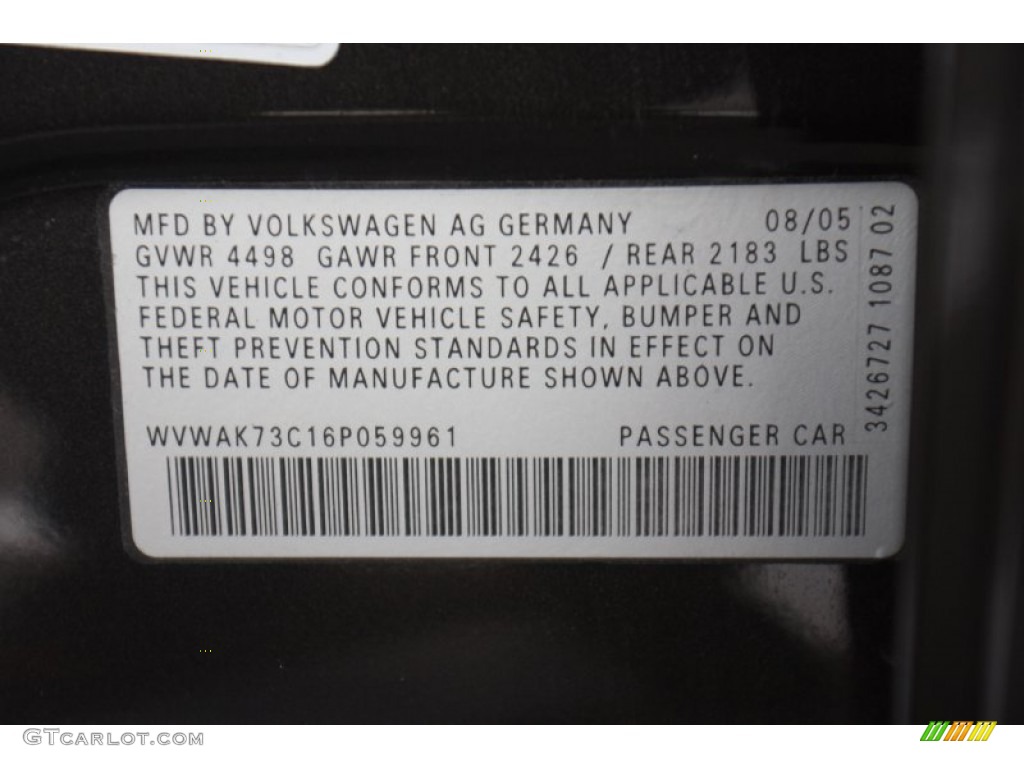 MFD BY VOLKSWAGEN AG GERMANY 08/05
GVWR 4498 GAWR FRONT 2426 / REAR 2183 LBS
THIS VEHICLE CONFORMS TO ALL APPLICABLE U.S.
FEDERAL MOTOR VEHICLE SAFETY, BUMPER AND
THEFT PREVENTION STANDARDS IN EFFECT ON
THE DATE OF MANUFACTURE SHOWN ABOVE.
WVWAK73C16P059961 PASSENGER CAR
3426727 1087 02
GTCARLOT.COM